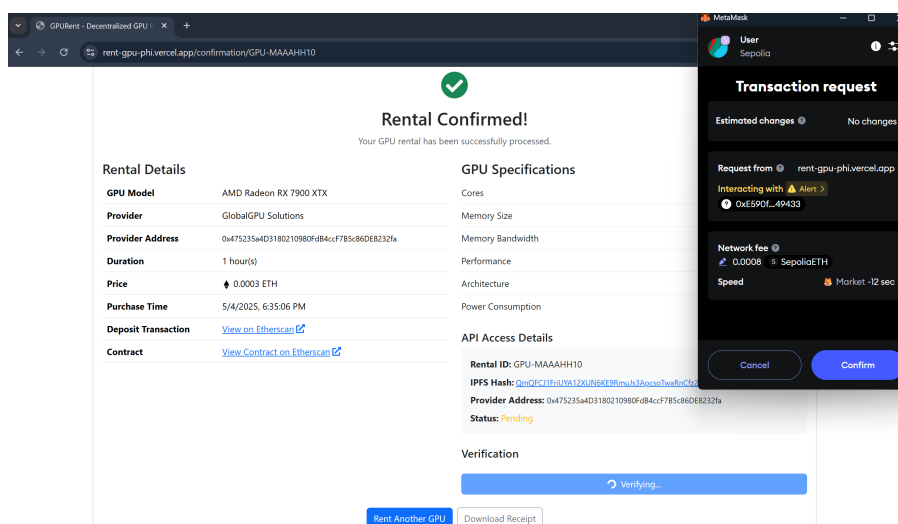 GPURent - Decentralized GPU
rent-gpu-phi.vercel.app/confirmation/GPU-MAAAHH10
Rental Confirmed!
Your GPU rental has been successfully processed.
Rental Details
GPU Model AMD Radeon RX 7900 XTX
Provider GlobalGPU Solutions
Provider Address 0x475235a4D3180210980FdB4ccF7B5c86DE8232fa
Duration 1 hour(s)
Price 0.0003 ETH
Purchase Time 5/4/2025, 6:35:06 PM
Deposit Transaction View on Etherscan
Contract View Contract on Etherscan
GPU Specifications
Cores
Memory Size
Memory Bandwidth
Performance
Architecture
Power Consumption
API Access Details
Rental ID: GPU-MAAAHH10
IPFS Hash:
Provider Address: 0x475235a4D3180210980FdB4ccF7B5c86DE8232fa
Status: Pending
Verification
Verifying...
Rent Another GPU Download Receipt
MetaMask
User
Sepolia
Transaction request
Estimated changes No changes
Request from rent-gpu-phi.vercel.app
Interacting with Alert >
0xE590f...49433
Network fee
0.0008 S SepoliaETH
Speed Market ~12 sec
Cancel Confirm